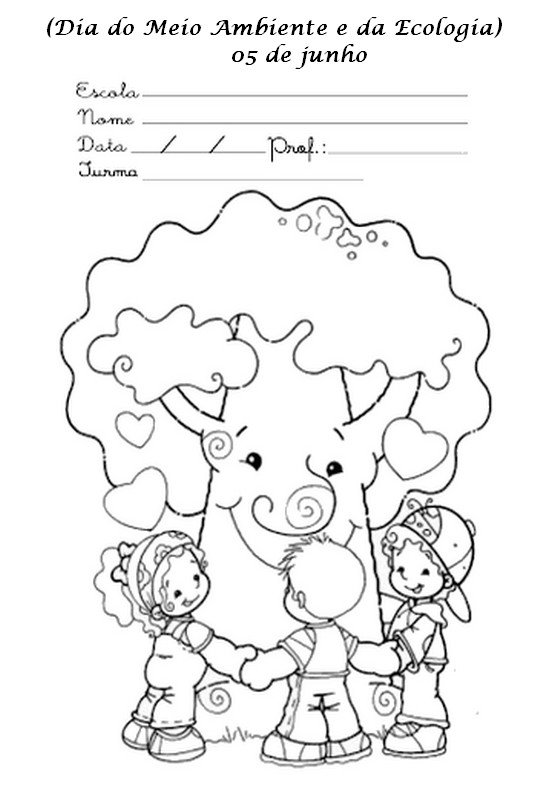 (Dia do Meio Ambiente e da Ecologia)
05 de junho
Escola
Nome
Data / / Prof.:
Turma